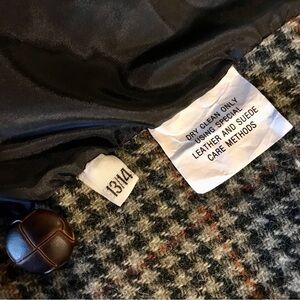 DRY CLEAN ONLY
USING SPECIAL
LEATHER AND SUEDE
CARE METHODS
13/14